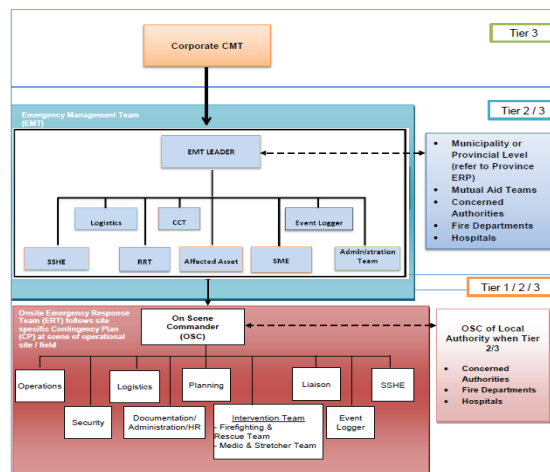 Corporate CMT
Tier 3
Tier 2 / 3
Emergency Management Team
(EMT)
EMT LEADER
Logistics
CCT
Event Logger
SSHE
RRT
Affected Asset
SME
Administration
Team
Municipality or
Provincial Level
(refer to Province
ERP)
Mutual Aid Teams
Concerned
Authorities
Fire Departments
Hospitals
Tier 1 / 2 / 3
Onsite Emergency Response
Team (ERT) follows site
specific Contingency Plan
(CP) at scene of operational
site / field
On Scene
Commander
(OSC)
OSC of Local
Authority when Tier
2/3
Concerned
Authorities
Fire Departments
Hospitals
Operations
Logistics
Planning
Liaison
SSHE
Security
Documentation/
Administration/HR
Intervention Team
- Firefighting &
Rescue Team
- Medic & Stretcher Team
Event
Logger